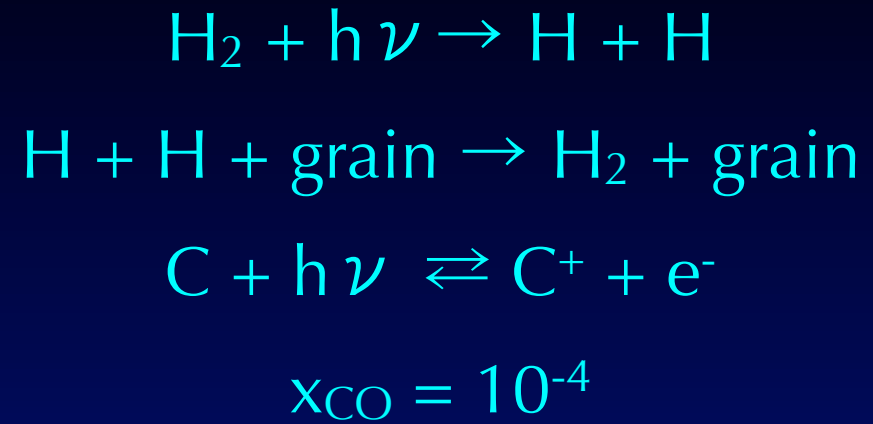 H₂ + hν → H + H
H + H + grain → H₂ + grain
C + hν ⇄ C⁺ + e⁻
x_CO = 10⁻⁴